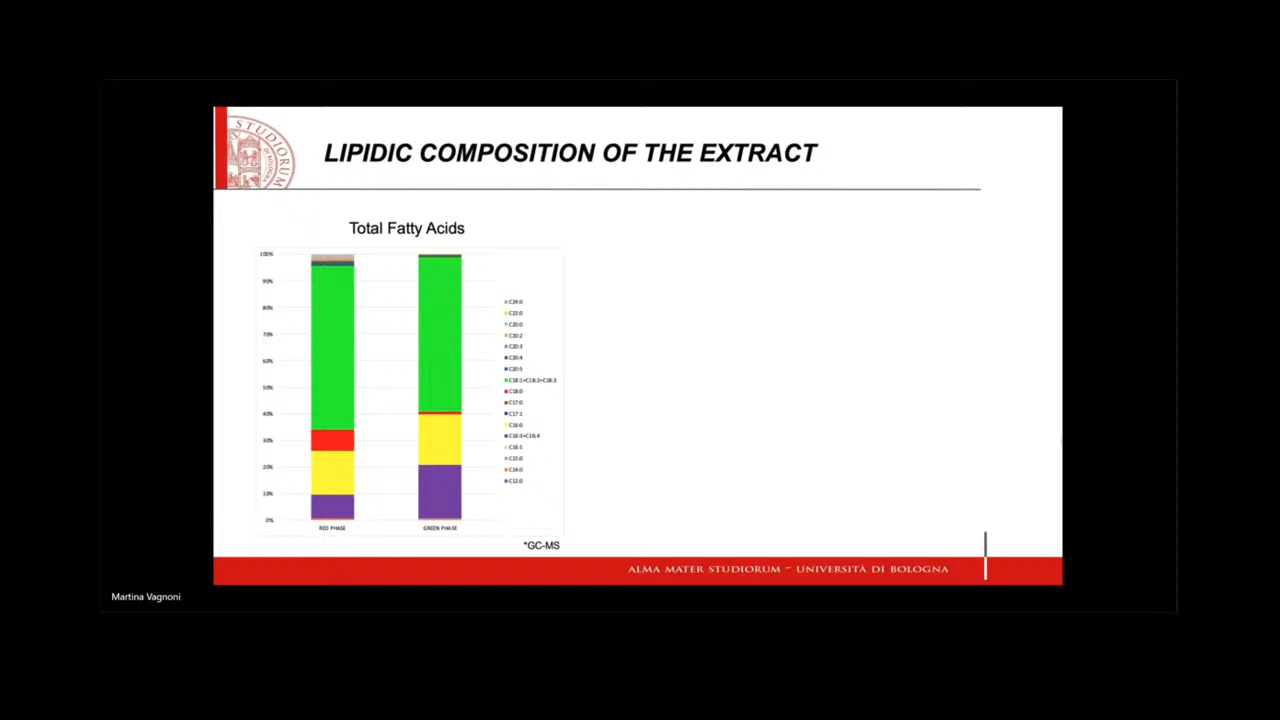 STUDIORUM
LIPIDIC COMPOSITION OF THE EXTRACT
Total Fatty Acids
100%
90%
80%
70%
60%
50%
40%
30%
20%
10%
0%
RED PHASE
GREEN PHASE
C24:0
C22:0
C20:0
C20:2
C20:3
C20:4
C20:5
C18:1+C18:2+C18:3
C18:0
C17:0
C17:1
C16:0
C16:3+C16:4
C16:1
C15:0
C14:0
C12:0
*GC-MS
ALMA MATER STUDIORUM ~ UNIVERSITÀ DI BOLOGNA
Martina Vagnoni